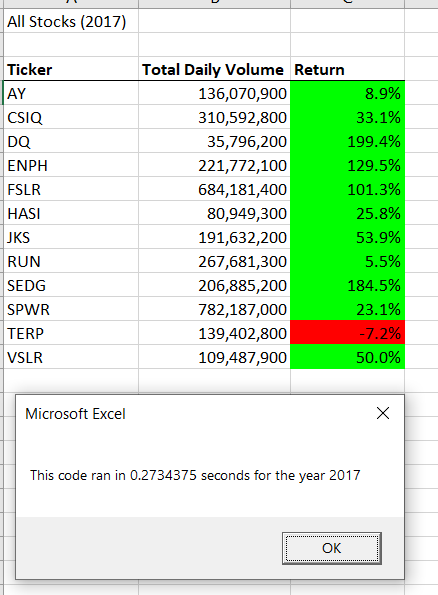 All Stocks (2017)
Ticker Total Daily Volume Return
AY 136,070,900 8.9%
CSIQ 310,592,800 33.1%
DQ 35,796,200 199.4%
ENPH 221,772,100 129.5%
FSLR 684,181,400 101.3%
HASI 80,949,300 25.8%
JKS 191,632,200 53.9%
RUN 267,681,300 5.5%
SEDG 206,885,200 184.5%
SPWR 782,187,000 23.1%
TERP 139,402,800 -7.2%
VSLR 109,487,900 50.0%
Microsoft Excel
This code ran in 0.2734375 seconds for the year 2017
OK